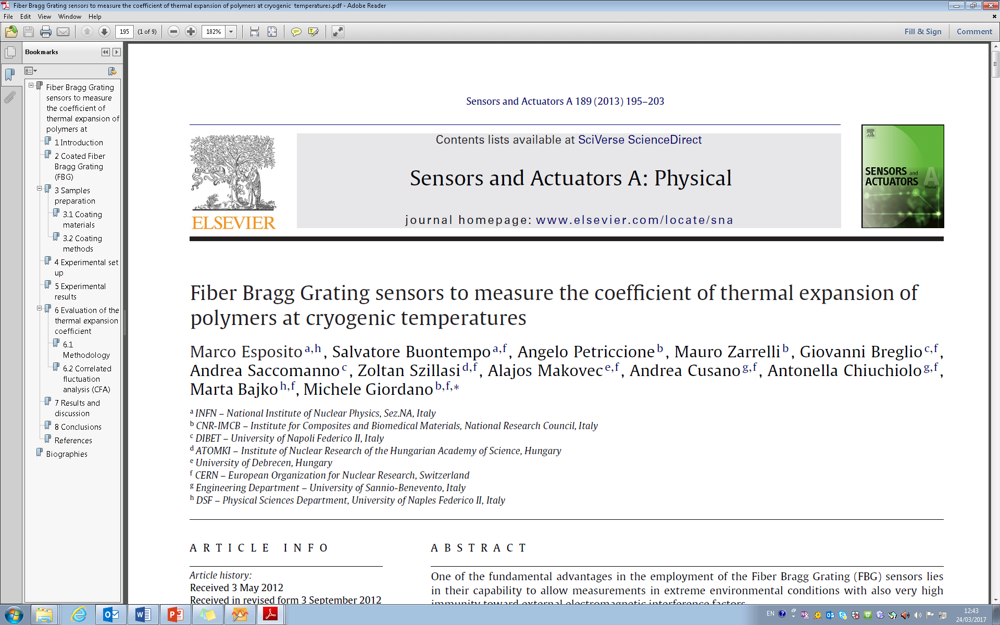 Fiber Bragg Grating sensors to measure the coefficient of thermal expansion of polymers at cryogenic temperatures.pdf - Adobe Reader
File Edit View Window Help
195 (1 of 9) 182% Fill & Sign Comment
Bookmarks
Fiber Bragg Grating
sensors to measure
the coefficient of
thermal expansion of
polymers at
1 Introduction
2 Coated Fiber
Bragg Grating
(FBG)
3 Samples
preparation
3.1 Coating
materials
3.2 Coating
methods
4 Experimental set
up
5 Experimental
results
6 Evaluation of the
thermal expansion
coefficient
6.1
Methodology
6.2 Correlated
fluctuation
analysis (CFA)
7 Results and
discussion
8 Conclusions
References
Biographies
Sensors and Actuators A 189 (2013) 195–203
NON SOLUS
ELSEVIER
Contents lists available at SciVerse ScienceDirect
Sensors and Actuators A: Physical
journal homepage: www.elsevier.com/locate/sna
SENSORS and
ACTUATORS A
Physical
Fiber Bragg Grating sensors to measure the coefficient of thermal expansion of
polymers at cryogenic temperatures
Marco Esposito a,h, Salvatore Buontempo a,f, Angelo Petriccione b, Mauro Zarrelli b, Giovanni Breglio c,f,
Andrea Saccomanno c, Zoltan Szillasi d,f, Alajos Makovec e,f, Andrea Cusano g,f, Antonella Chiuchiolo g,f,
Marta Bajko h,f, Michele Giordano b,f,*
a INFN – National Institute of Nuclear Physics, Sez.NA, Italy
b CNR-IMCB – Institute for Composites and Biomedical Materials, National Research Council, Italy
c DIBET – University of Napoli Federico II, Italy
d ATOMKI – Institute of Nuclear Research of the Hungarian Academy of Science, Hungary
e University of Debrecen, Hungary
f CERN – European Organization for Nuclear Research, Switzerland
g Engineering Department – University of Sannio-Benevento, Italy
h DSF – Physical Sciences Department, University of Naples Federico II, Italy
ARTICLE INFO
Article history:
Received 3 May 2012
Received in revised form 3 September 2012
ABSTRACT
One of the fundamental advantages in the employment of the Fiber Bragg Grating (FBG) sensors lies
in their capability to allow measurements in extreme environmental conditions with also very high
immunity toward external electromagnetic interference factors.
EN 12:43
24/03/2017